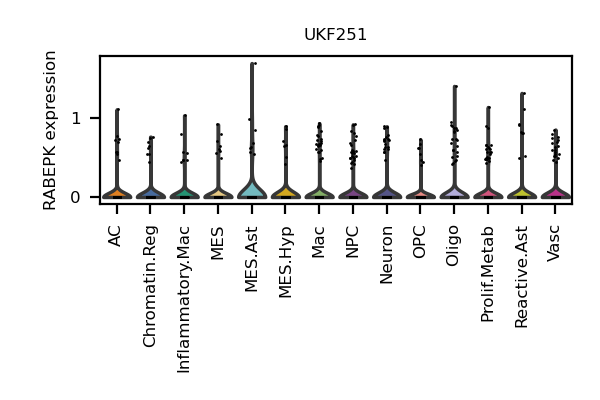 UKF251
RABEPK expression
1
0
AC
Chromatin.Reg
Inflammatory.Mac
MES
MES.Ast
MES.Hyp
Mac
NPC
Neuron
OPC
Oligo
Prolif.Metab
Reactive.Ast
Vasc